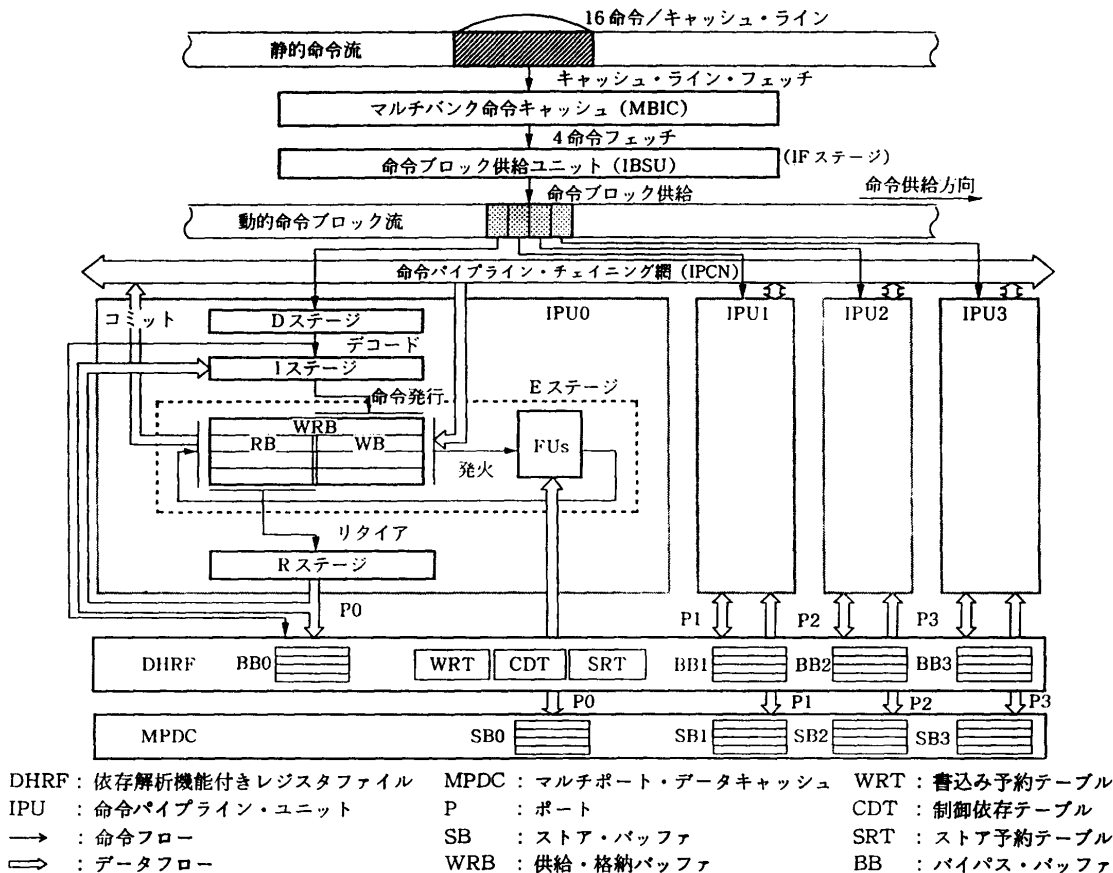 16命令/キャッシュ・ライン
静的命令流
キャッシュ・ライン・フェッチ
マルチバンク命令キャッシュ(MBIC)
4命令フェッチ
命令ブロック供給ユニット(IBSU)
(IFステージ)
命令ブロック供給
命令供給方向
動的命令ブロック流
命令パイプライン・チェイニング網(IPCN)
コミット
Dステージ
IPU0
IPU1
IPU2
IPU3
デコード
Iステージ
命令発行
Eステージ
WRB
RB
WB
FUs
発火
リタイア
Rステージ
P0
P1
P2
P3
DHRF
BB0
WRT
CDT
SRT
BB1
BB2
BB3
P0
P1
P2
P3
MPDC
SB0
SB1
SB2
SB3
DHRF : 依存解析機能付きレジスタファイル
MPDC : マルチポート・データキャッシュ
WRT : 書込み予約テーブル
IPU : 命令パイプライン・ユニット
P : ポート
CDT : 制御依存テーブル
→ : 命令フロー
SB : ストア・バッファ
SRT : ストア予約テーブル
⇨ : データフロー
WRB : 供給・格納バッファ
BB : バイパス・バッファ